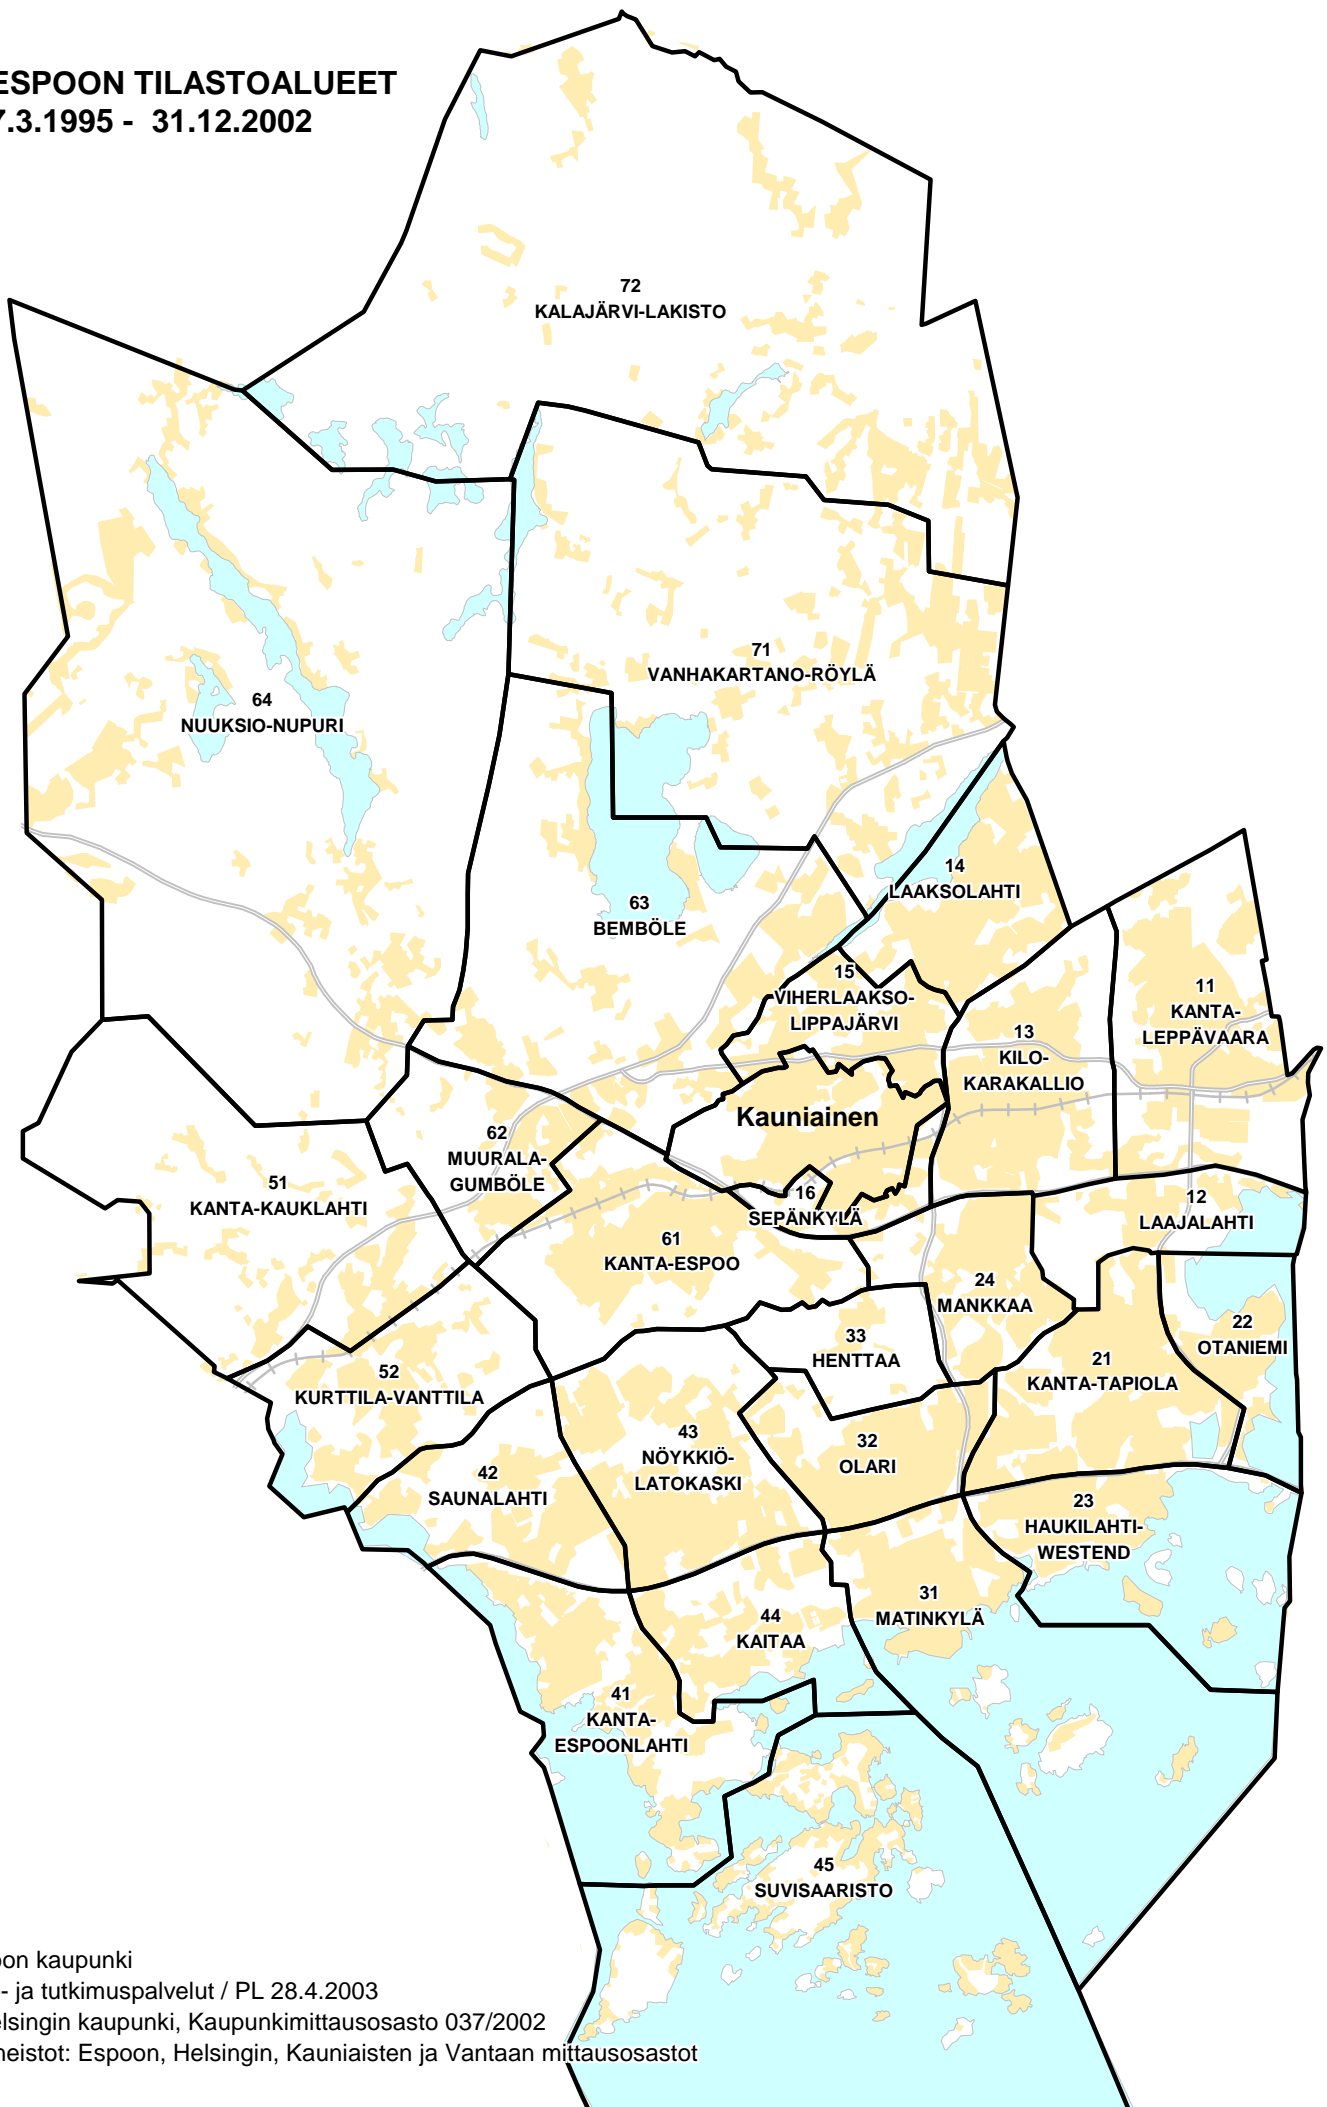 ESPOON TILASTOALUEET
7.3.1995 - 31.12.2002
72
KALAJÄRVI-LAKISTO
71
VANHAKARTANO-RÖYLÄ
64
NUUKSIO-NUPURI
14
LAAKSOLAHTI
63
BEMBÖLE
15
VIHERLAAKSO-
LIPPAJÄRVI
11
KANTA-
LEPPÄVAARA
13
KILO-
KARAKALLIO
Kauniainen
62
MUURALA-
GUMBÖLE
51
KANTA-KAUKLAHTI
16
SEPÄNKYLÄ
12
LAAJALAHTI
61
KANTA-ESPOO
24
MANKKAA
22
OTANIEMI
33
HENTTAA
21
KANTA-TAPIOLA
52
KURTTILA-VANTTILA
43
NÖYKKIÖ-
LATOKASKI
32
OLARI
42
SAUNALAHTI
23
HAUKILAHTI-
WESTEND
31
MATINKYLÄ
44
KAITAA
41
KANTA-
ESPOONLAHTI
45
SUVISAARISTO
oon kaupunki
- ja tutkimuspalvelut / PL 28.4.2003
elsingin kaupunki, Kaupunkimittausosasto 037/2002
neistot: Espoon, Helsingin, Kauniaisten ja Vantaan mittausosastot